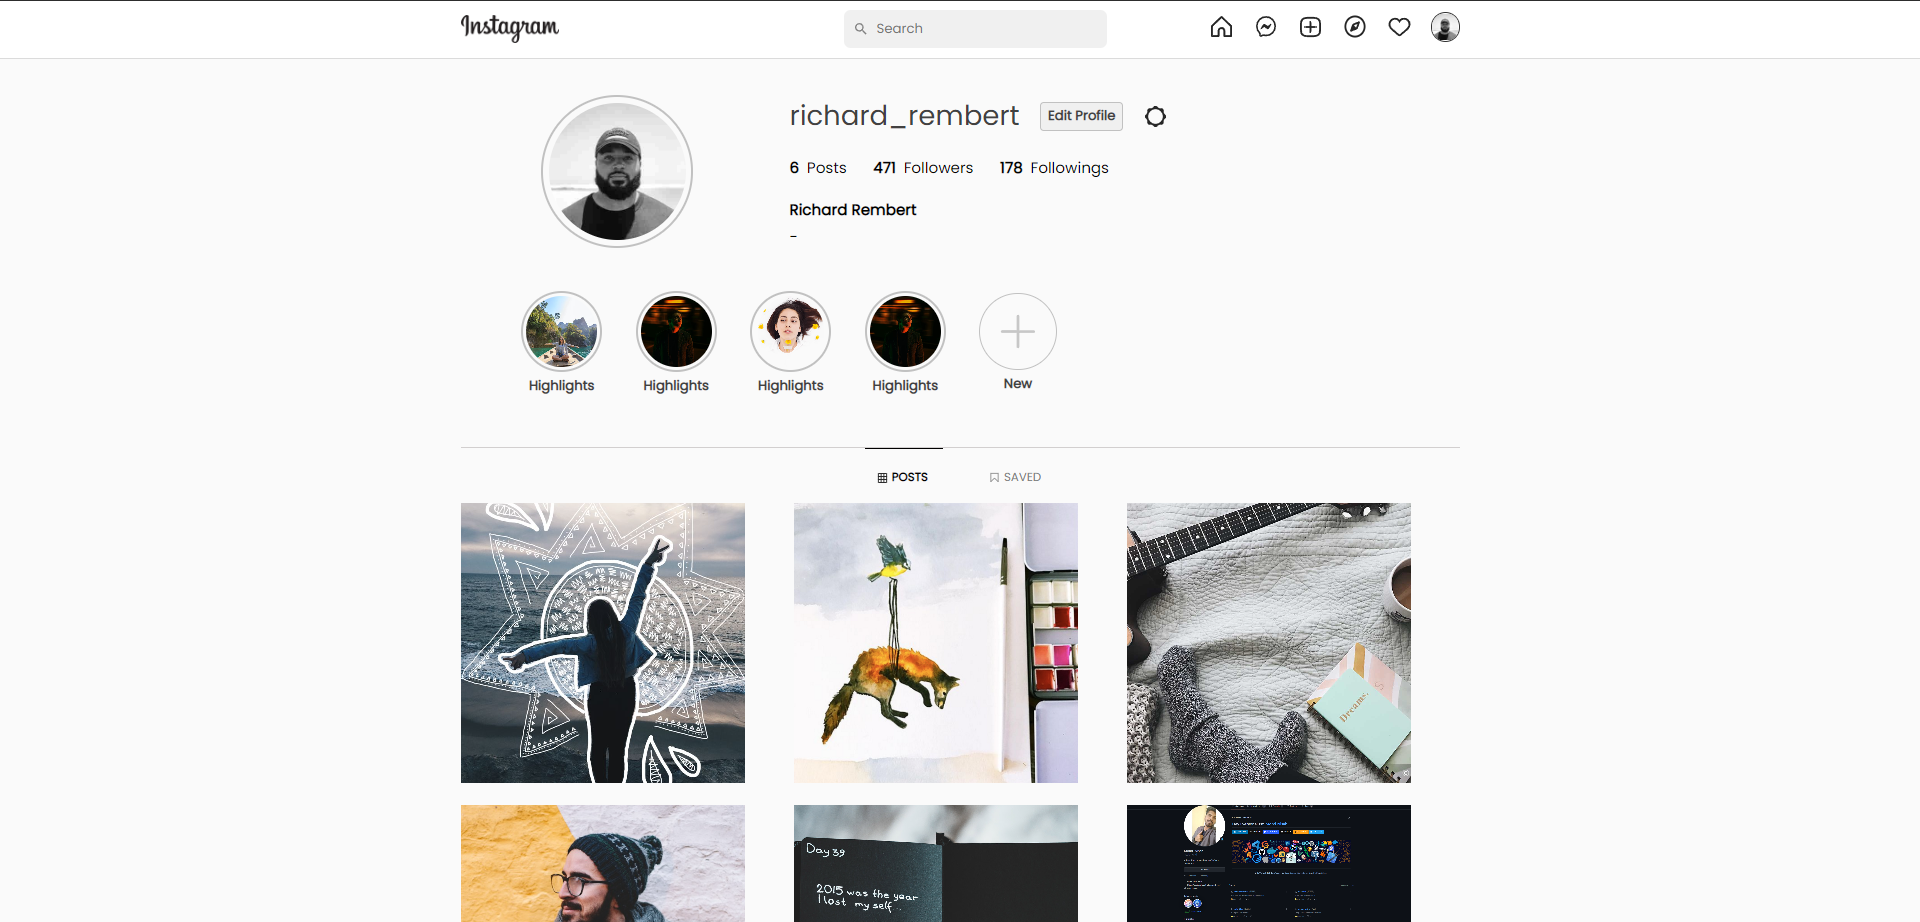 Instagram
Search
richard_rembert
Edit Profile
6 Posts 471 Followers 178 Followings
Richard Rembert
-
Highlights Highlights Highlights Highlights New
POSTS SAVED
Dreams.
Day 39
2015 was the year
I lost my self..